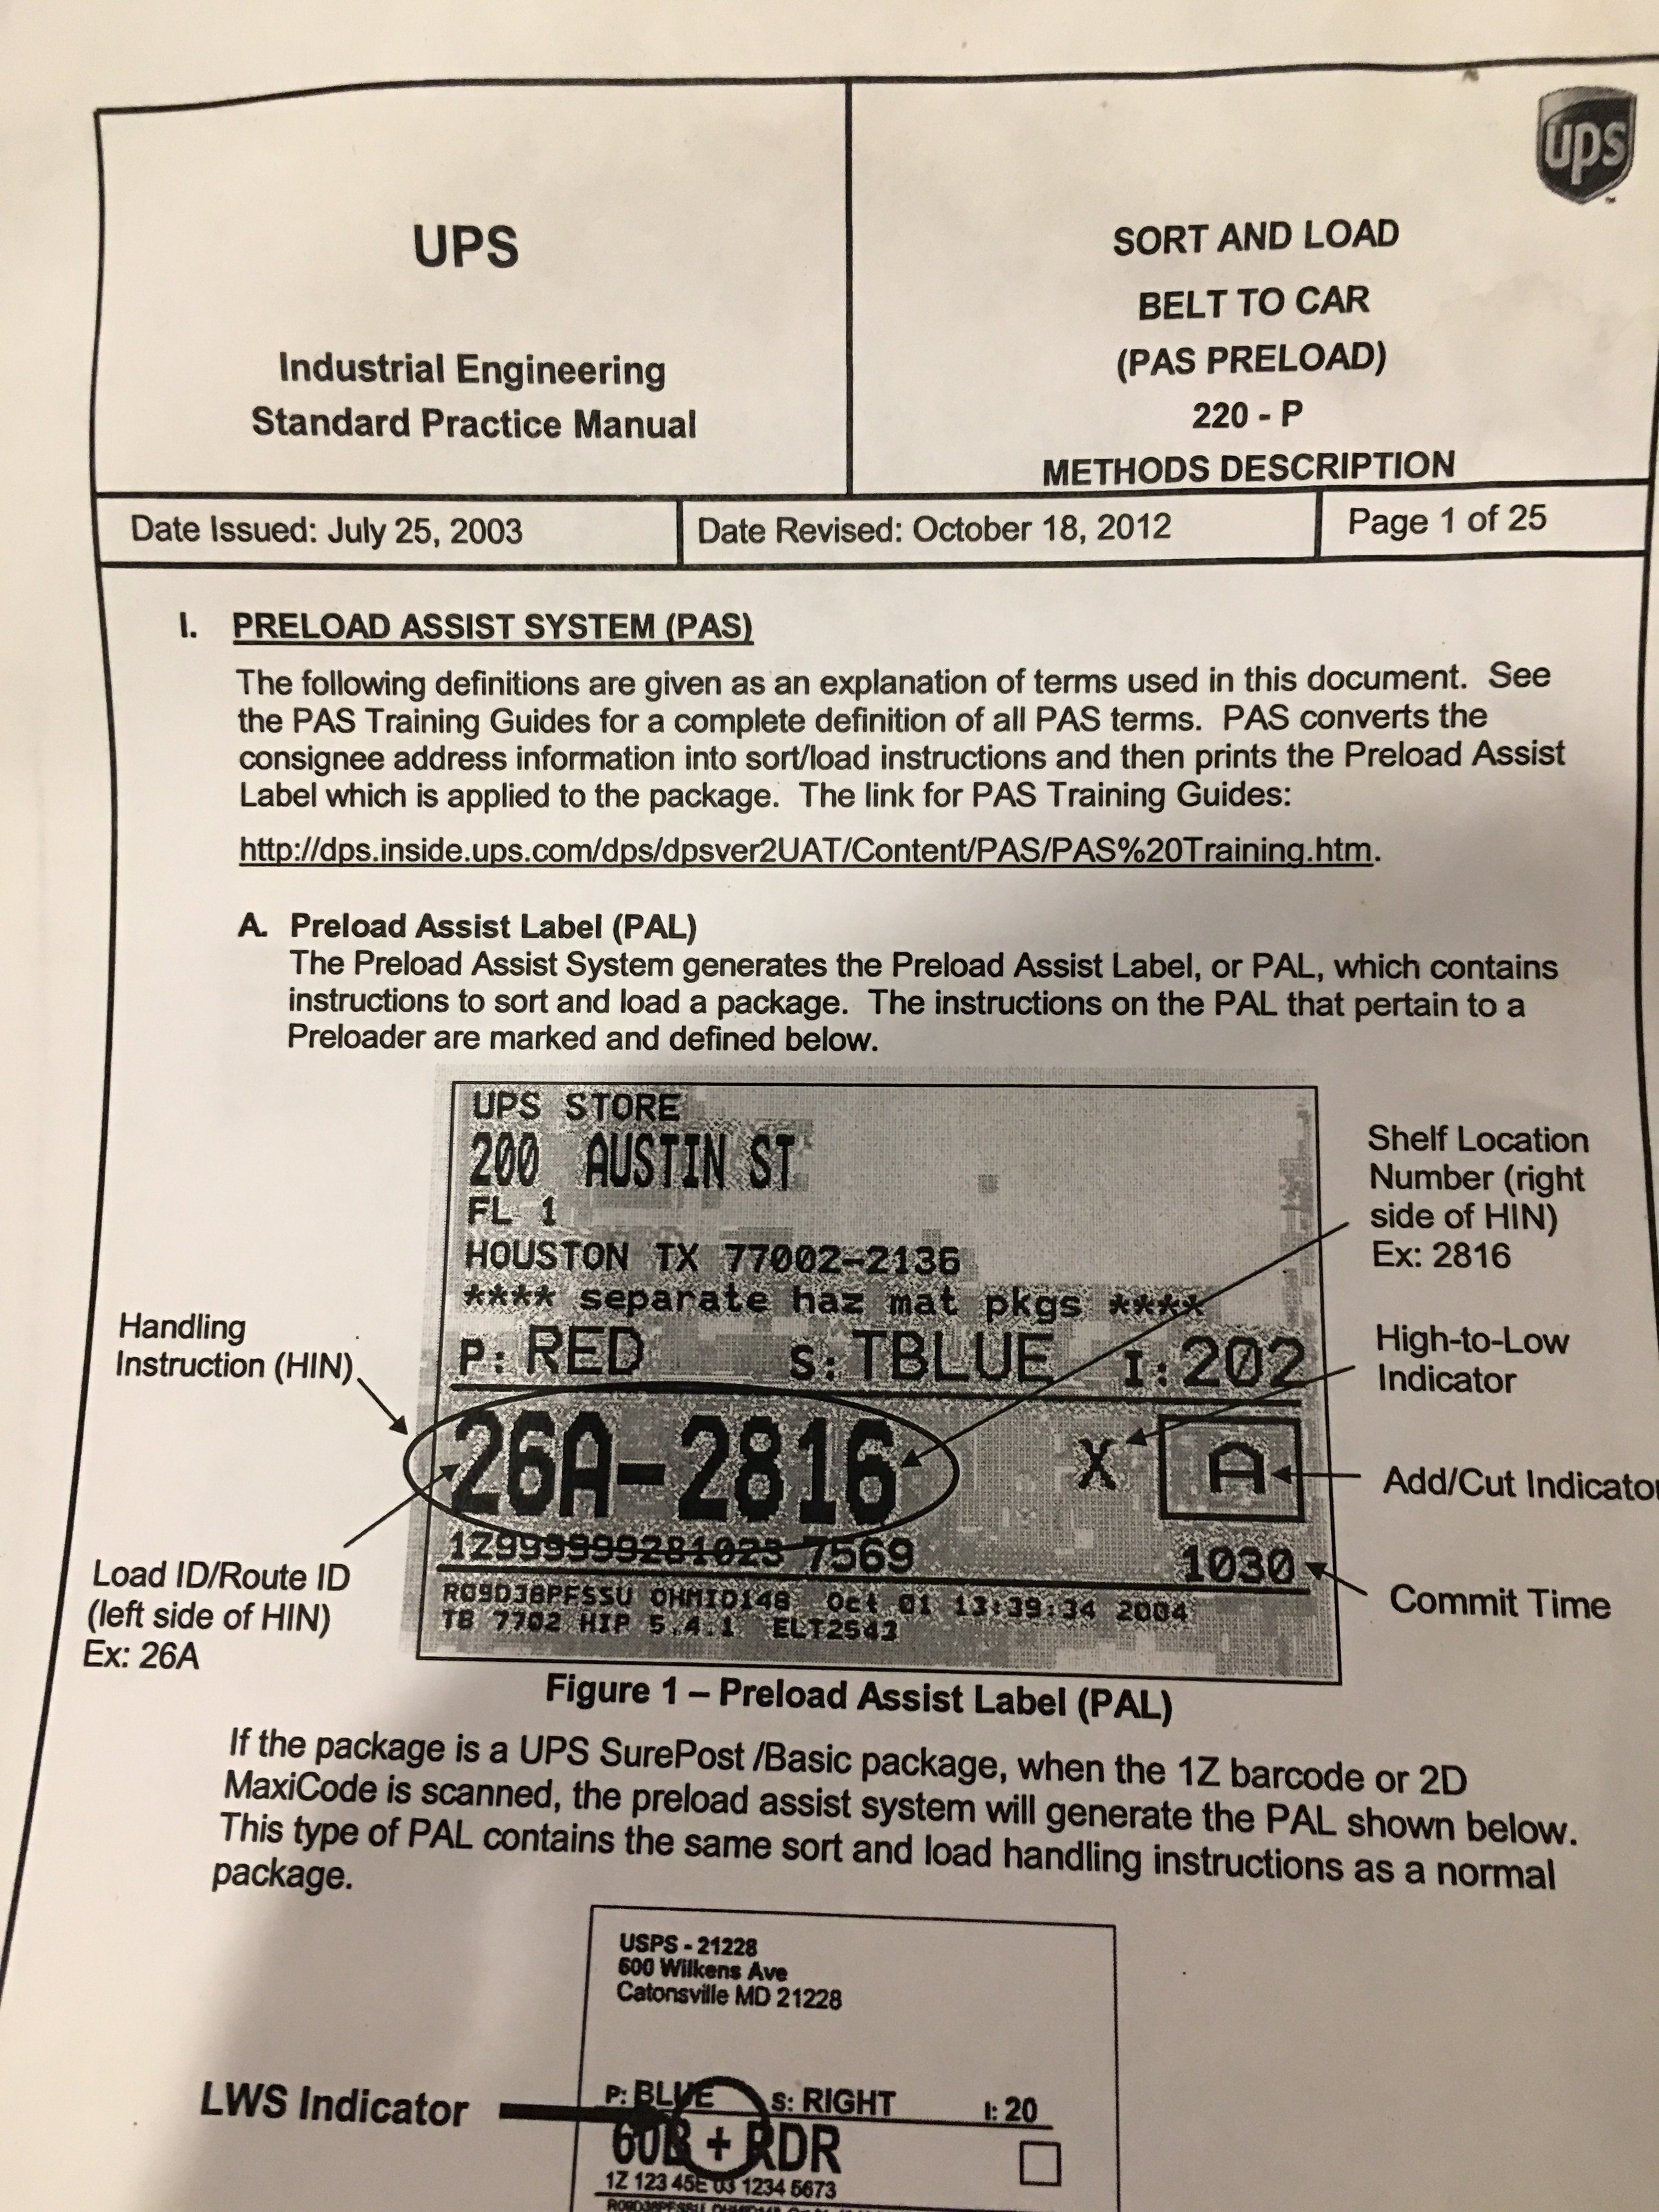 ups
UPS
Industrial Engineering
Standard Practice Manual
SORT AND LOAD
BELT TO CAR
(PAS PRELOAD)
220 - P
METHODS DESCRIPTION
Date Issued: July 25, 2003
Date Revised: October 18, 2012
Page 1 of 25
I. PRELOAD ASSIST SYSTEM (PAS)
The following definitions are given as an explanation of terms used in this document. See
the PAS Training Guides for a complete definition of all PAS terms. PAS converts the
consignee address information into sort/load instructions and then prints the Preload Assist
Label which is applied to the package. The link for PAS Training Guides:
http://dps.inside.ups.com/dps/dpsver2UAT/Content/PAS/PAS%20Training.htm.
A. Preload Assist Label (PAL)
The Preload Assist System generates the Preload Assist Label, or PAL, which contains
instructions to sort and load a package. The instructions on the PAL that pertain to a
Preloader are marked and defined below.
UPS STORE
200 AUSTIN ST
FL 1
HOUSTON TX 77002-2136
**** separate haz mat pkgs ****
P: RED S: TBLUE I: 202
26A-2816 X A
1Z9999999281023 7569 1030
R09D38PFSSU OHMID148 Oct 01 13:39:34 2004
TB 7702 HIP 5.4.1 ELT2543
Shelf Location
Number (right
side of HIN)
Ex: 2816
High-to-Low
Indicator
Add/Cut Indicator
Commit Time
Handling
Instruction (HIN)
Load ID/Route ID
(left side of HIN)
Ex: 26A
Figure 1 – Preload Assist Label (PAL)
If the package is a UPS SurePost /Basic package, when the 1Z barcode or 2D
MaxiCode is scanned, the preload assist system will generate the PAL shown below.
This type of PAL contains the same sort and load handling instructions as a normal
package.
USPS - 21228
600 Wilkens Ave
Catonsville MD 21228
P: BLUE S: RIGHT I: 20
60B + RDR
1Z 123 45E 03 1234 5673
LWS Indicator